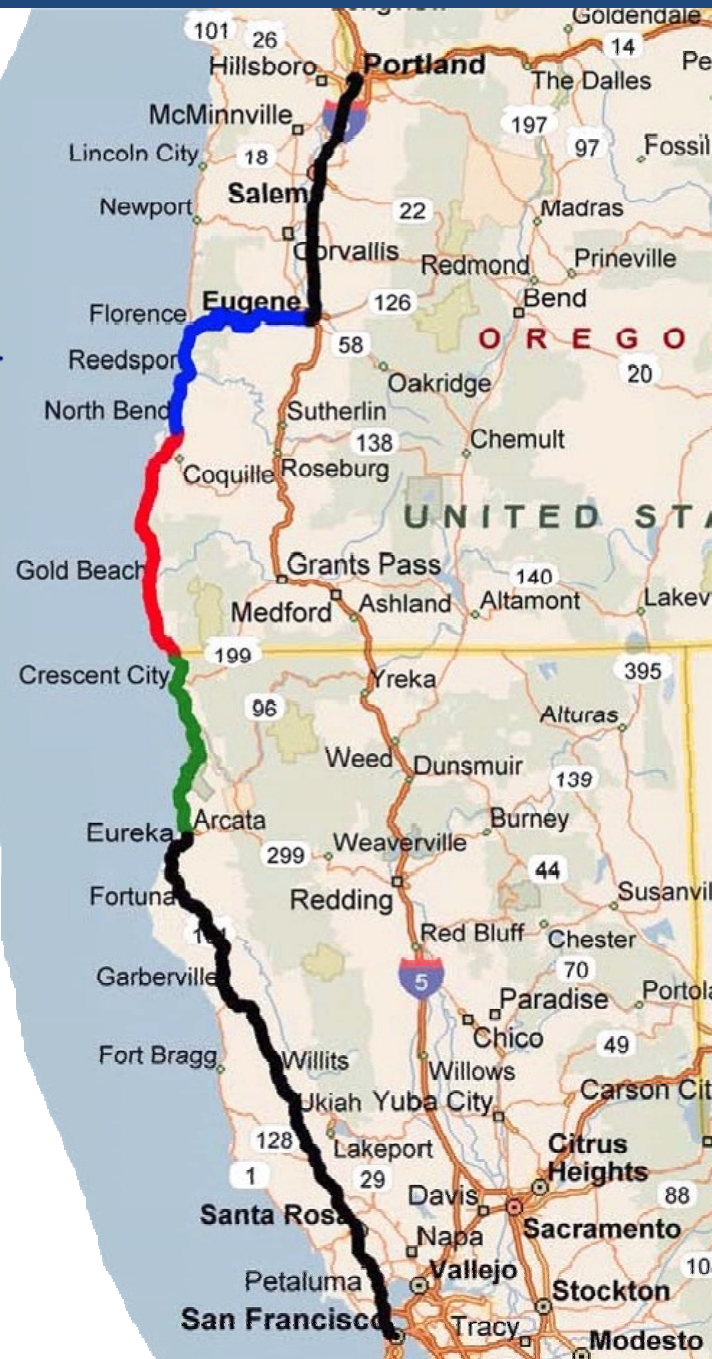 Goldendale
101
26
14
Hillsboro
Portland
Pe
The Dalles
McMinnville
197
97
Fossil
Lincoln City
18
Salem
Newport
22
Madras
Corvallis
Redmond
Prineville
Eugene
126
Bend
Florence
58
OREGO
Reedspor
20
Oakridge
North Bend
Sutherlin
138
Chemult
Coquille
Roseburg
UNITED STA
Gold Beach
Grants Pass
140
Medford
Ashland
Altamont
Lakev
199
Crescent City
395
Yreka
96
Alturas
Weed
Dunsmuir
139
Arcata
Burney
Eureka
299
Weaverville
44
Fortuna
Redding
Susanvil
101
Red Bluff
Chester
Garberville
5
70
Paradise
Portola
Chico
49
Fort Bragg
Willits
Willows
Ukiah
Yuba City
Carson Cit
128
Lakeport
Citrus
Heights
1
29
Davis
88
Santa Rosa
Sacramento
Napa
10
Petaluma
Vallejo
Stockton
San Francisco
Tracy
Modesto